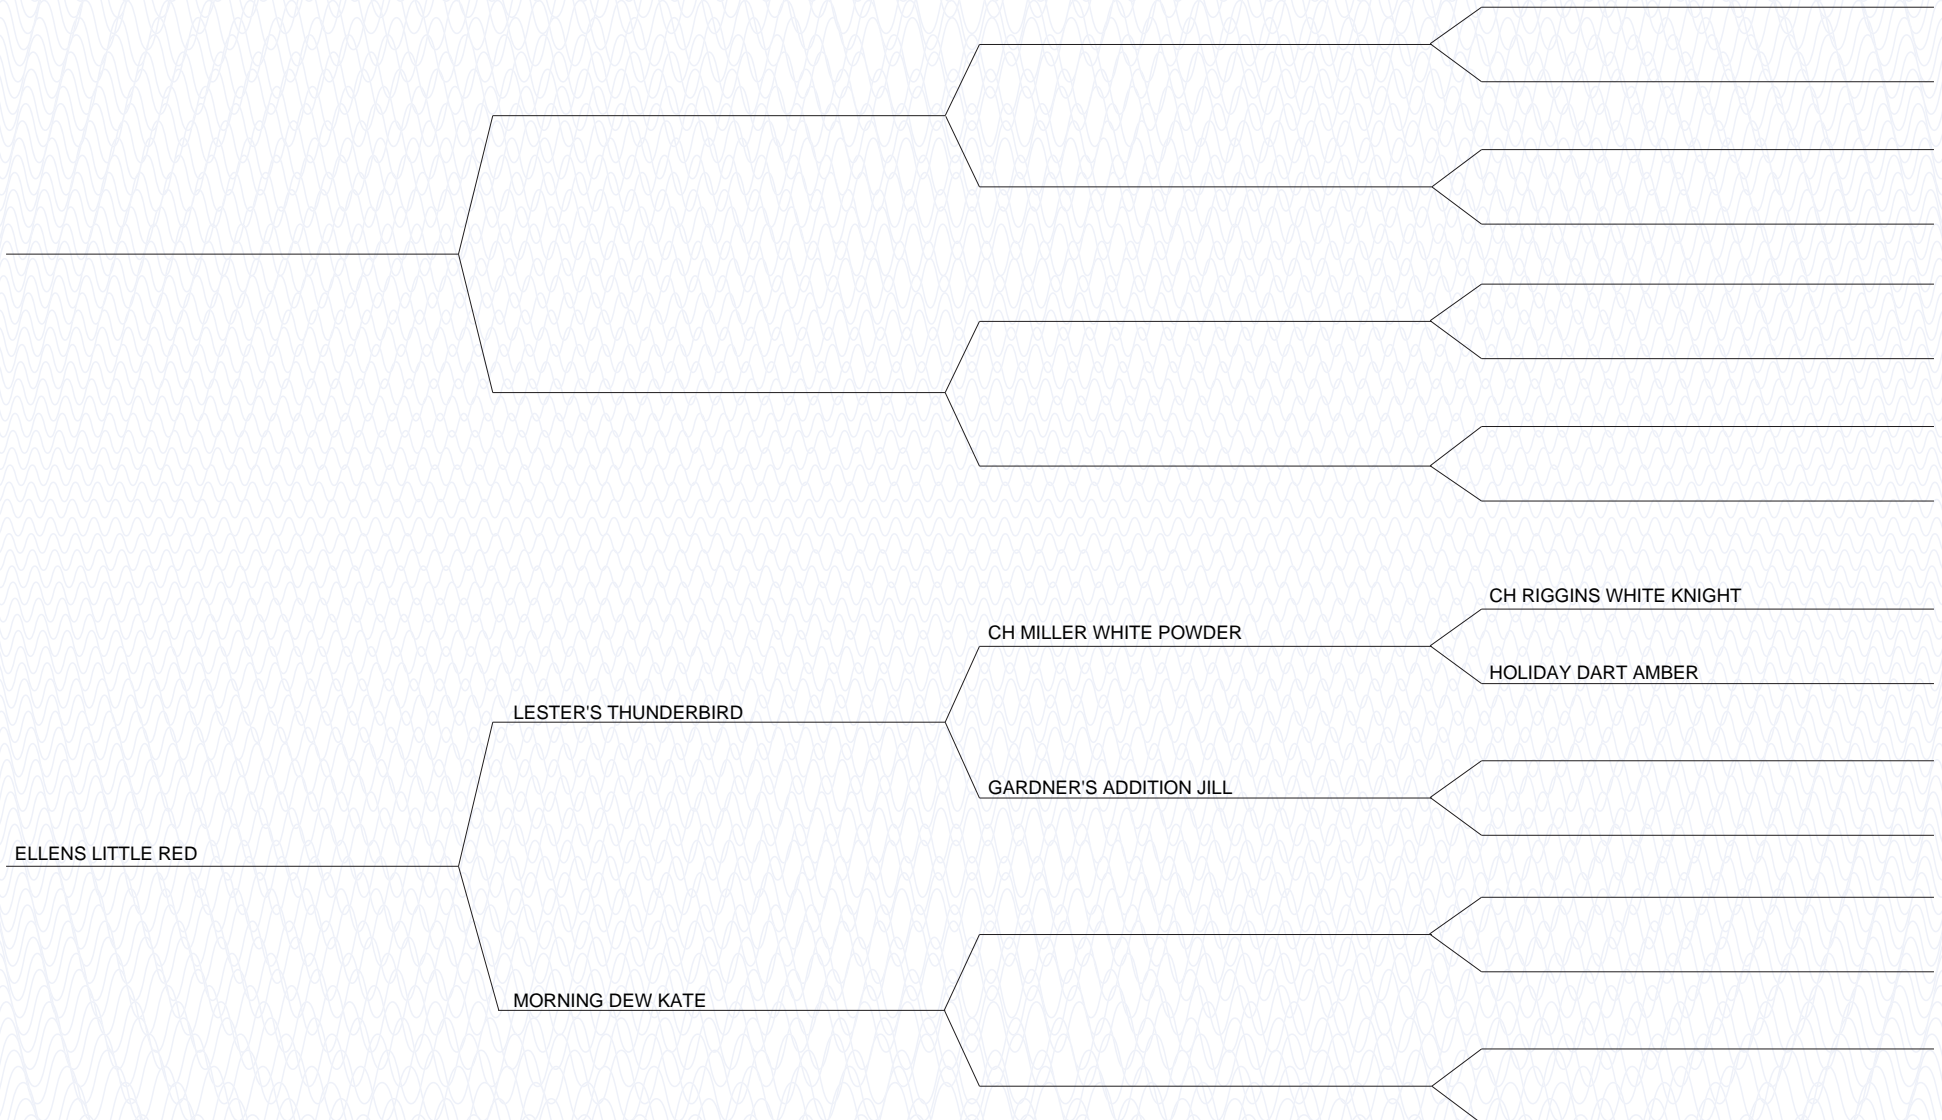 CH RIGGINS WHITE KNIGHT
CH MILLER WHITE POWDER
HOLIDAY DART AMBER
LESTER'S THUNDERBIRD
GARDNER'S ADDITION JILL
ELLENS LITTLE RED
MORNING DEW KATE